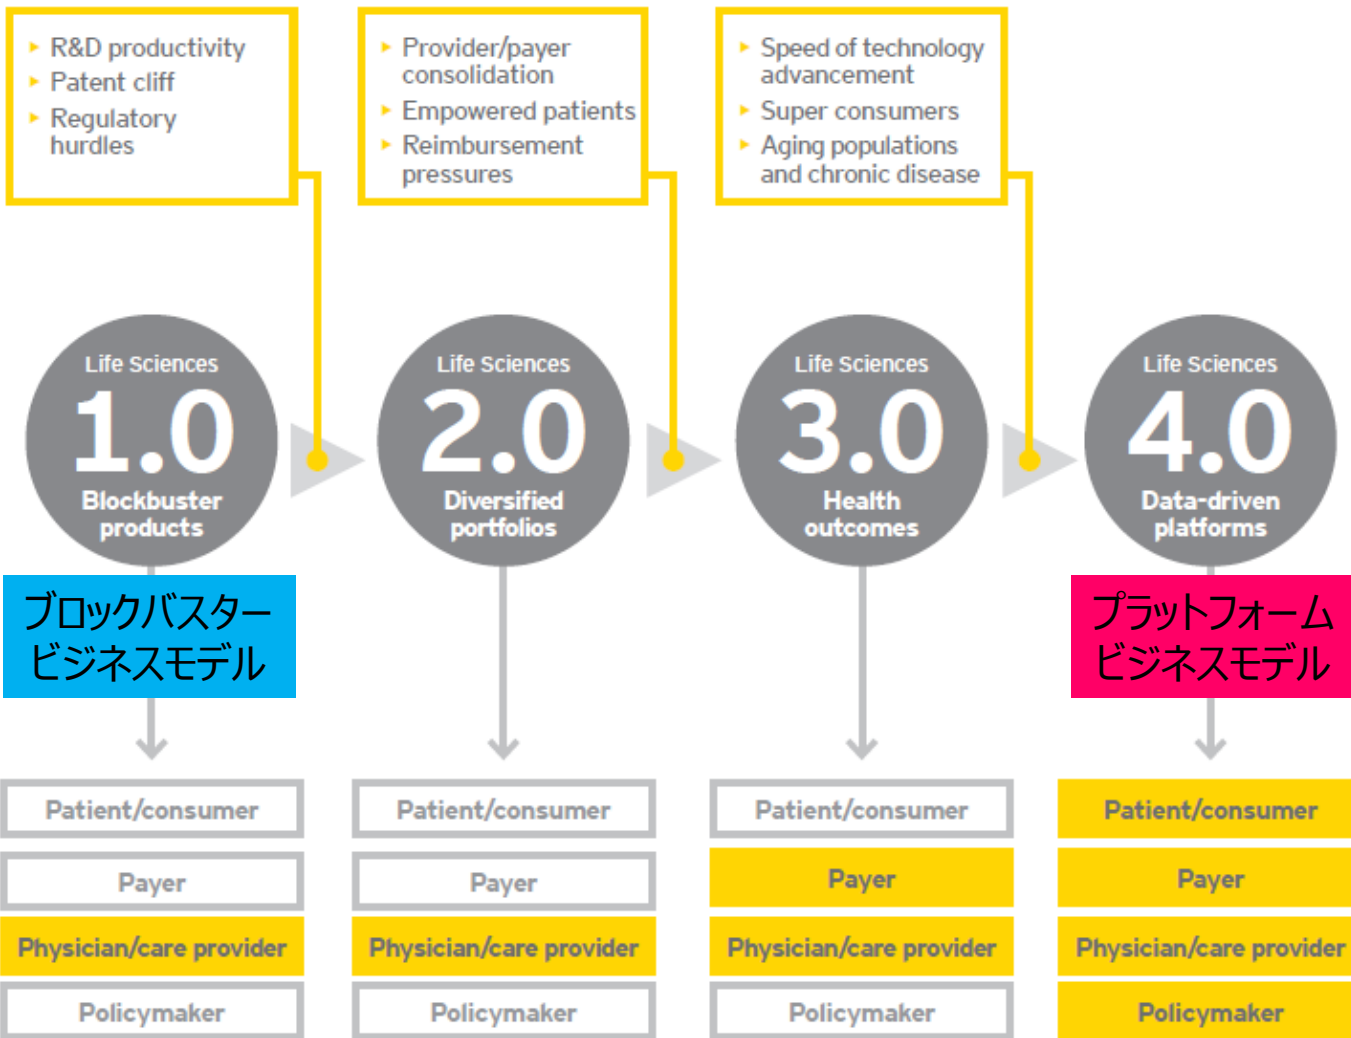 R&D productivity
Patent cliff
Regulatory
hurdles
Provider/payer
consolidation
Empowered patients
Reimbursement
pressures
Speed of technology
advancement
Super consumers
Aging populations
and chronic disease
Life Sciences
1.0
Blockbuster
products
Life Sciences
2.0
Diversified
portfolios
Life Sciences
3.0
Health
outcomes
Life Sciences
4.0
Data-driven
platforms
ブロックバスター
ビジネスモデル
プラットフォーム
ビジネスモデル
Patient/consumer
Payer
Physician/care provider
Policymaker
Patient/consumer
Payer
Physician/care provider
Policymaker
Patient/consumer
Payer
Physician/care provider
Policymaker
Patient/consumer
Payer
Physician/care provider
Policymaker